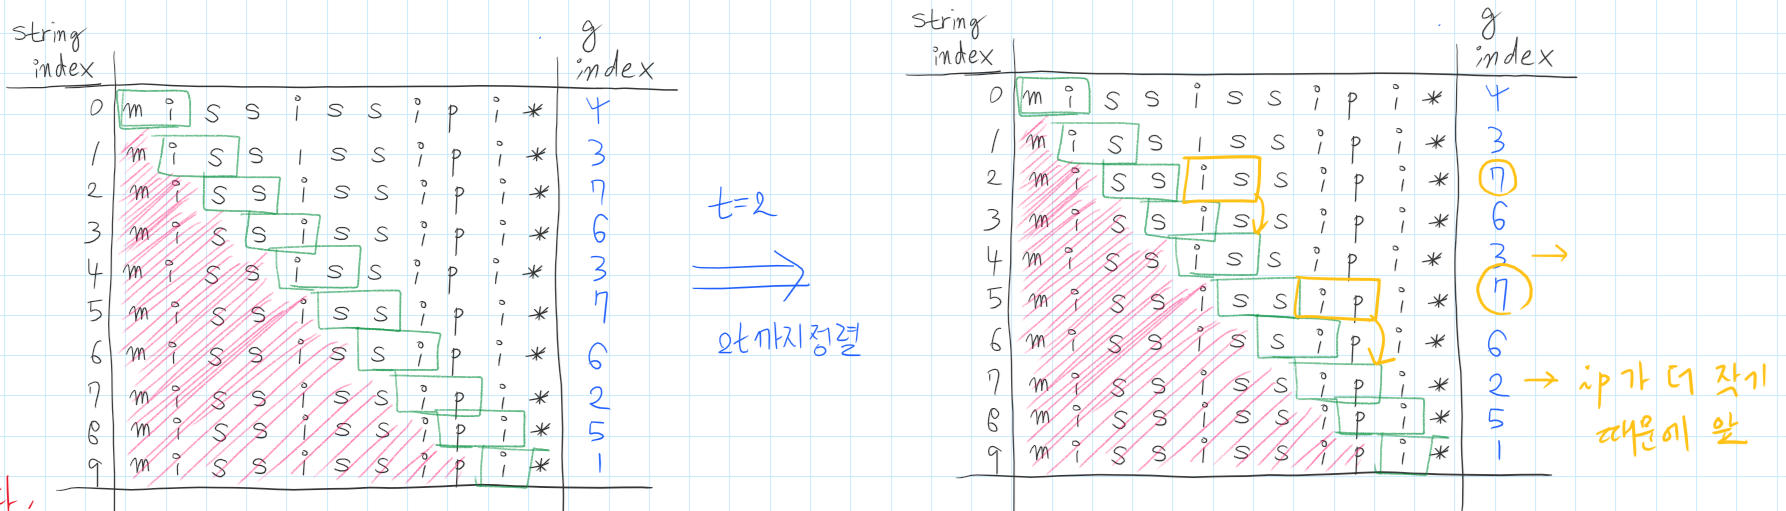 string
index g
index
0 m i s s i s s i p i * 4
1 m i s s i s s i p i * 3
2 m i s s i s s i p i * 7
3 m i s s i s s i p i * 6
4 m i s s i s s i p i * 3
5 m i s s i s s i p i * 7
6 m i s s i s s i p i * 6
7 m i s s i s s i p i * 2
8 m i s s i s s i p i * 5
9 m i s s i s s i p i * 1
다.
t=2
2t까지정렬
string
index g
index
0 m i s s i s s i p i * 4
1 m i s s i s s i p i * 3
2 m i s s i s s i p i * 7
3 m i s s i s s i p i * 6
4 m i s s i s s i p i * 3 →
5 m i s s i s s i p i * 7
6 m i s s i s s i p i * 6
7 m i s s i s s i p i * 2 → ip가 더 작기
8 m i s s i s s i p i * 5 때문에 앞
9 m i s s i s s i p i * 1